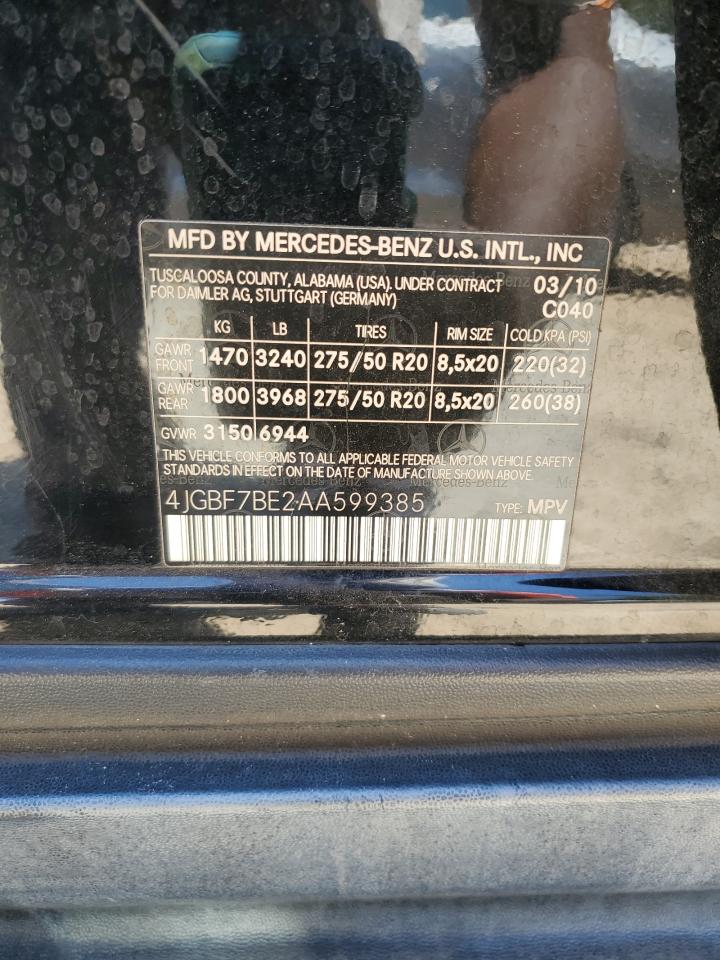 MFD BY MERCEDES-BENZ U.S. INTL., INC
TUSCALOOSA COUNTY, ALABAMA (USA). UNDER CONTRACT 03/10
FOR DAIMLER AG, STUTTGART (GERMANY) C040
KG LB TIRES RIM SIZE COLD KPA (PSI)
GAWR FRONT 1470 3240 275/50 R20 8,5x20 220(32)
GAWR REAR 1800 3968 275/50 R20 8,5x20 260(38)
GVWR 3150 6944
THIS VEHICLE CONFORMS TO ALL APPLICABLE FEDERAL MOTOR VEHICLE SAFETY
STANDARDS IN EFFECT ON THE DATE OF MANUFACTURE SHOWN ABOVE.
4JGBF7BE2AA599385 TYPE: MPV